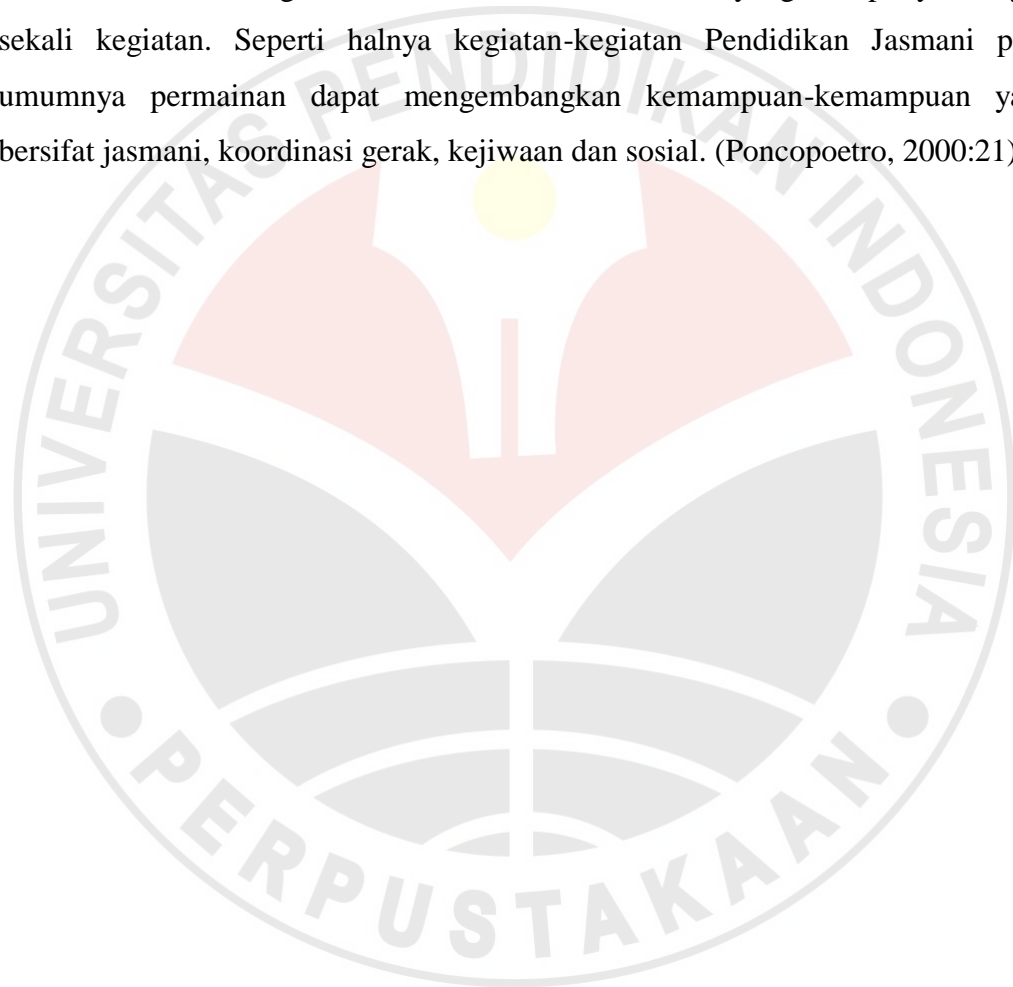 sekali kegiatan. Seperti halnya kegiatan-kegiatan Pendidikan Jasmani
umumnya permainan dapat mengembangkan kemampuan-kemampuan
bersifat jasmani, koordinasi gerak, kejiwaan dan sosial. (Poncopoetro, 2000:21)
UNIVERSITAS PENDIDIKAN INDONESIA
PERPUSTAKAAN